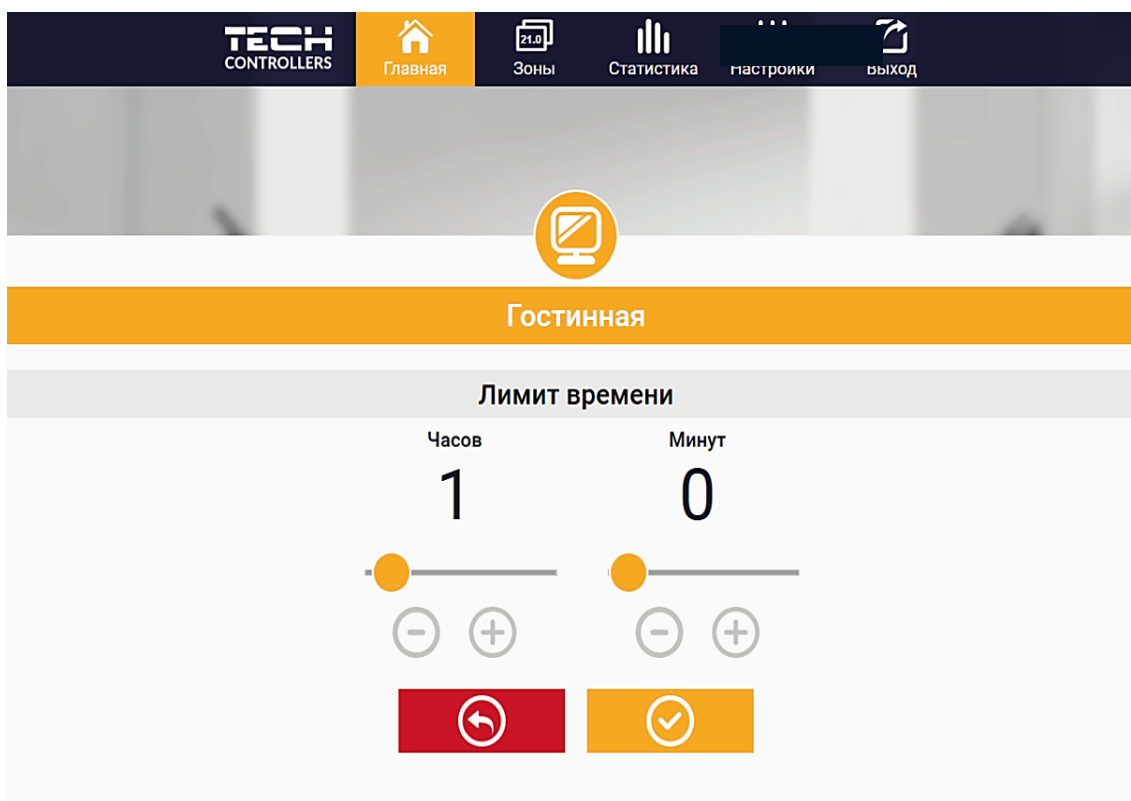 TECH
CONTROLLERS
Главная
21.0
Зоны
Статистика
Настройки
Выход
Гостинная
Лимит времени
Часов
Минут
1
0